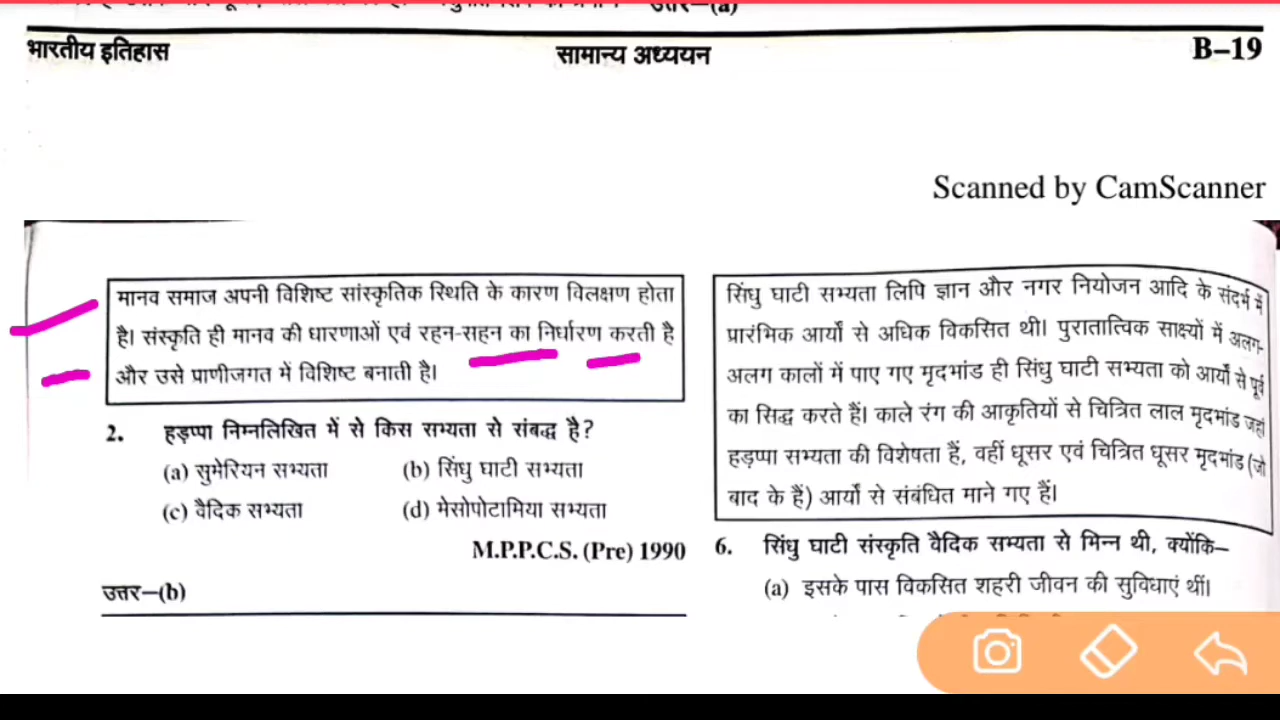 उत्तर–(a)
भारतीय इतिहास
सामान्य अध्ययन
B–19
Scanned by CamScanner
मानव समाज अपनी विशिष्ट सांस्कृतिक स्थिति के कारण विलक्षण होता
है। संस्कृति ही मानव की धारणाओं एवं रहन-सहन का निर्धारण करती है
और उसे प्राणीजगत में विशिष्ट बनाती है।
2. हड़प्पा निम्नलिखित में से किस सभ्यता से संबद्ध है?
(a) सुमेरियन सभ्यता (b) सिंधु घाटी सभ्यता
(c) वैदिक सभ्यता (d) मेसोपोटामिया सभ्यता
M.P.P.C.S. (Pre) 1990
उत्तर–(b)
सिंधु घाटी सभ्यता लिपि ज्ञान और नगर नियोजन आदि के संदर्भ में
प्रारंभिक आर्यों से अधिक विकसित थी। पुरातात्विक साक्ष्यों में अलग-
अलग कालों में पाए गए मृदभांड ही सिंधु घाटी सभ्यता को आर्यों से पूर्व
का सिद्ध करते हैं। काले रंग की आकृतियों से चित्रित लाल मृदभांड जहां
हड़प्पा सभ्यता की विशेषता हैं, वहीं धूसर एवं चित्रित धूसर मृदभांड (जो
बाद के हैं) आर्यों से संबंधित माने गए हैं।
6. सिंधु घाटी संस्कृति वैदिक सभ्यता से भिन्न थी, क्योंकि–
(a) इसके पास विकसित शहरी जीवन की सुविधाएं थीं।